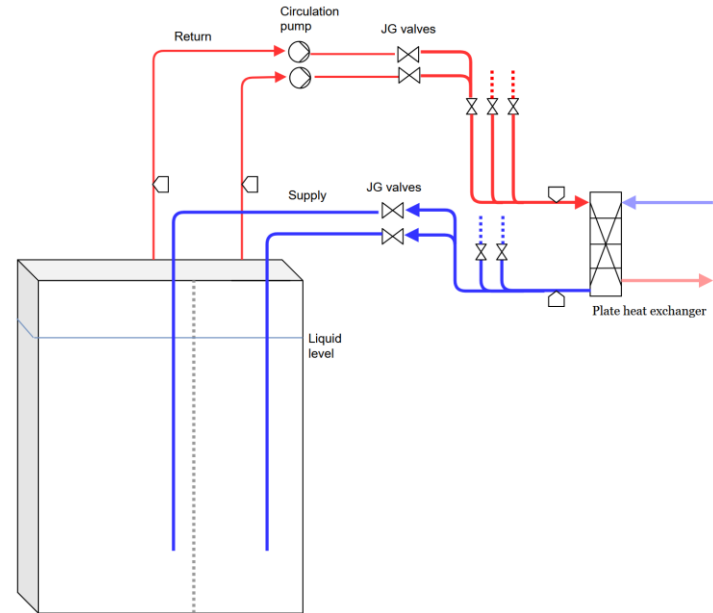 Circulation
pump
Return
JG valves
Supply
JG valves
Liquid
level
Plate heat exchanger